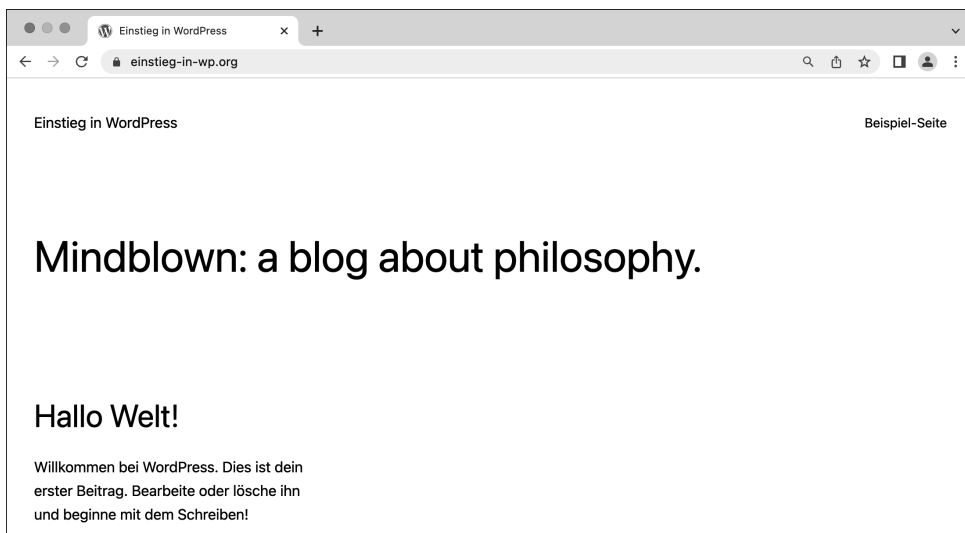 Einstieg in WordPress
einstieg-in-wp.org
Einstieg in WordPress
Beispiel-Seite
Mindblown: a blog about philosophy.
Hallo Welt!
Willkommen bei WordPress. Dies ist dein
erster Beitrag. Bearbeite oder lösche ihn
und beginne mit dem Schreiben!